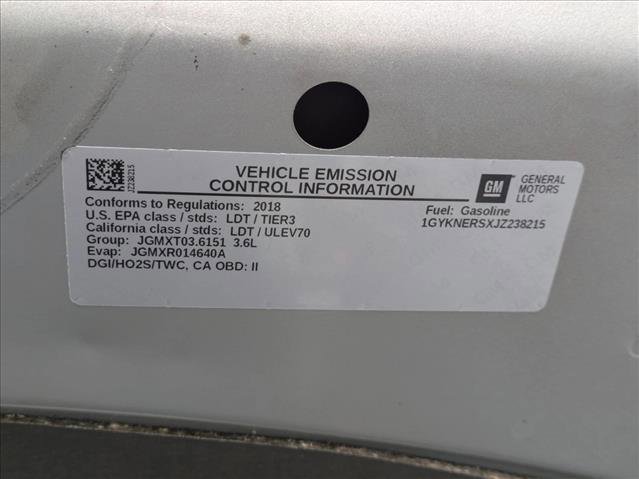 JZ238215
VEHICLE EMISSION
CONTROL INFORMATION
GM
GENERAL
MOTORS
LLC
Conforms to Regulations: 2018
U.S. EPA class / stds: LDT / TIER3
California class / stds: LDT / ULEV70
Group: JGMXT03.6151 3.6L
Evap: JGMXR014640A
DGI/HO2S/TWC, CA OBD: II
Fuel: Gasoline
1GYKNERSXJZ238215